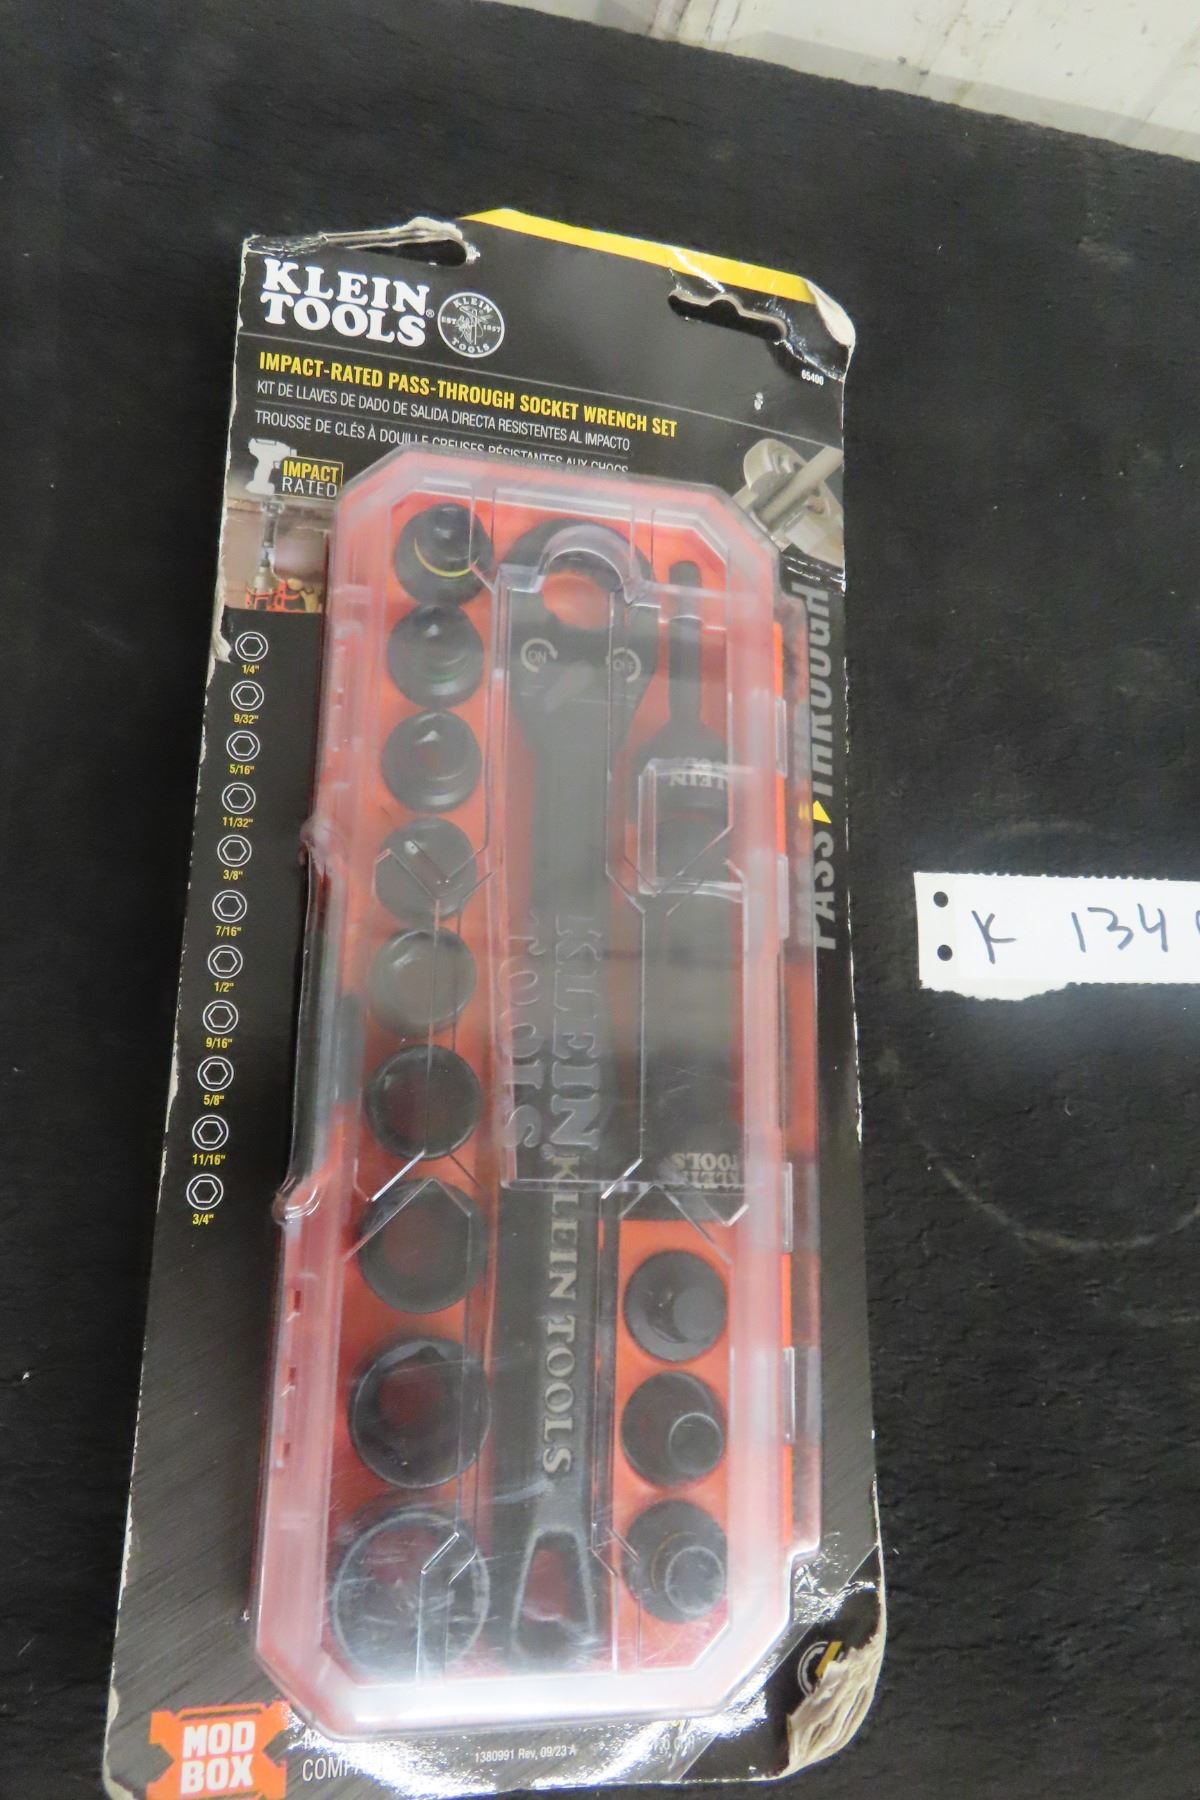 KLEIN
TOOLS®
KLEIN
EST. 1857
TOOLS
65400
IMPACT-RATED PASS-THROUGH SOCKET WRENCH SET
KIT DE LLAVES DE DADO DE SALIDA DIRECTA RESISTENTES AL IMPACTO
TROUSSE DE CLÉS À DOUILLE CREUSES RÉSISTANTES AUX CHOCS
IMPACT
RATED
ON
OFF
1/4"
9/32"
5/16"
11/32"
3/8"
7/16"
1/2"
9/16"
5/8"
11/16"
3/4"
PASS THROUGH
KLEIN
TOOLS
KLEIN
TOOLS
KLEIN TOOLS
K 134
MOD
BOX
1380991 Rev. 09/23 A